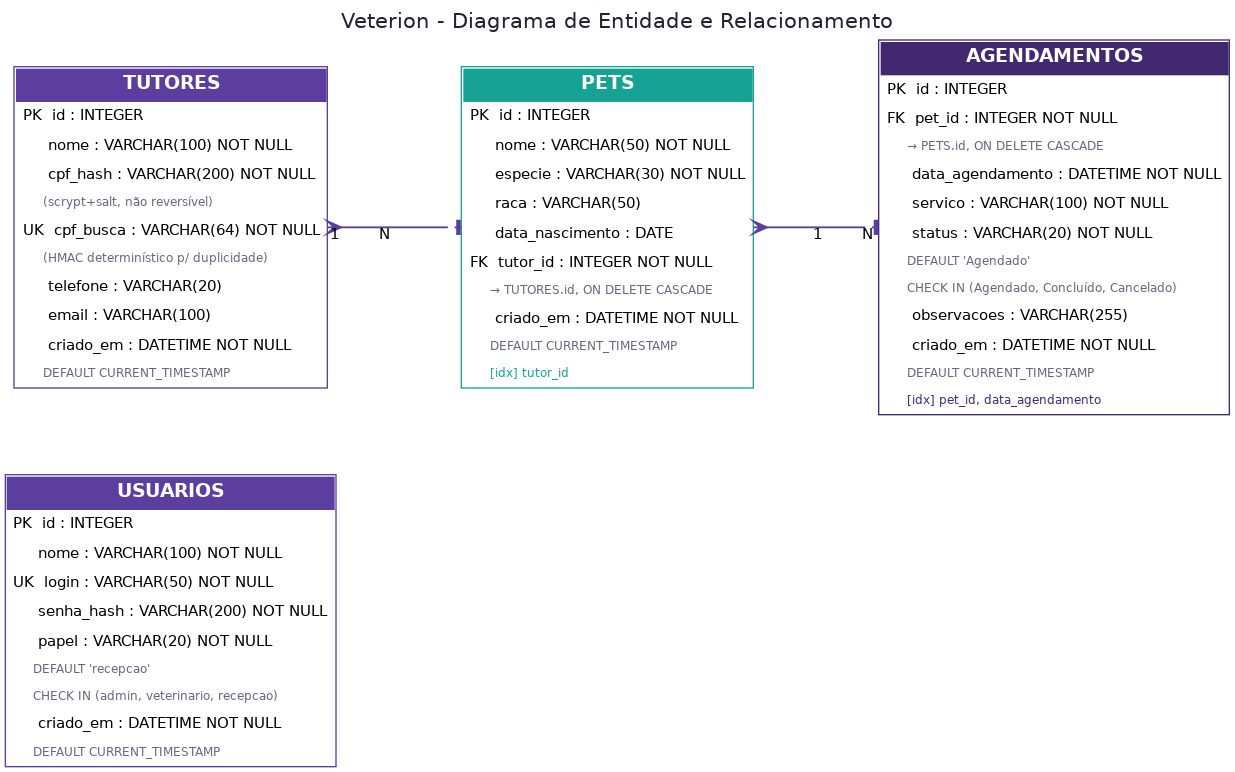 Veterion - Diagrama de Entidade e Relacionamento
TUTORES
PK id : INTEGER
nome : VARCHAR(100) NOT NULL
cpf_hash : VARCHAR(200) NOT NULL
(scrypt+salt, não reversível)
UK cpf_busca : VARCHAR(64) NOT NULL
(HMAC determinístico p/ duplicidade)
telefone : VARCHAR(20)
email : VARCHAR(100)
criado_em : DATETIME NOT NULL
DEFAULT CURRENT_TIMESTAMP
1
N
PETS
PK id : INTEGER
nome : VARCHAR(50) NOT NULL
especie : VARCHAR(30) NOT NULL
raca : VARCHAR(50)
data_nascimento : DATE
FK tutor_id : INTEGER NOT NULL
→ TUTORES.id, ON DELETE CASCADE
criado_em : DATETIME NOT NULL
DEFAULT CURRENT_TIMESTAMP
[idx] tutor_id
1
N
AGENDAMENTOS
PK id : INTEGER
FK pet_id : INTEGER NOT NULL
→ PETS.id, ON DELETE CASCADE
data_agendamento : DATETIME NOT NULL
servico : VARCHAR(100) NOT NULL
status : VARCHAR(20) NOT NULL
DEFAULT 'Agendado'
CHECK IN (Agendado, Concluído, Cancelado)
observacoes : VARCHAR(255)
criado_em : DATETIME NOT NULL
DEFAULT CURRENT_TIMESTAMP
[idx] pet_id, data_agendamento
USUARIOS
PK id : INTEGER
nome : VARCHAR(100) NOT NULL
UK login : VARCHAR(50) NOT NULL
senha_hash : VARCHAR(200) NOT NULL
papel : VARCHAR(20) NOT NULL
DEFAULT 'recepcao'
CHECK IN (admin, veterinario, recepcao)
criado_em : DATETIME NOT NULL
DEFAULT CURRENT_TIMESTAMP